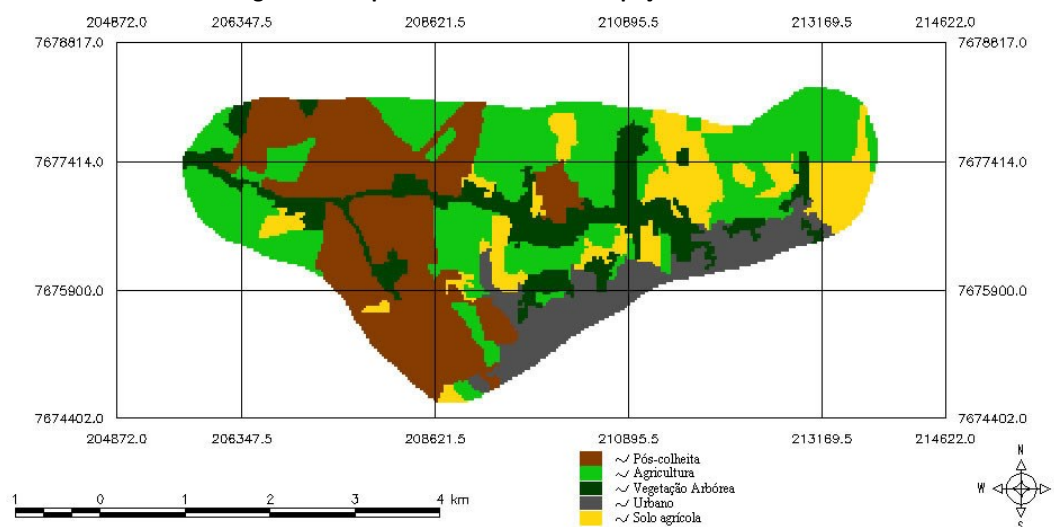 204872.0 206347.5 208621.5 210895.5 213169.5 214622.0
7678817.0 7678817.0
7677414.0 7677414.0
7675900.0 7675900.0
7674402.0 7674402.0
204872.0 206347.5 208621.5 210895.5 213169.5 214622.0
Pós-colheita
Agricultura
Vegetação Arbórea
Urbano
Solo agrícola
1 0 1 2 3 4 km
N
W
S